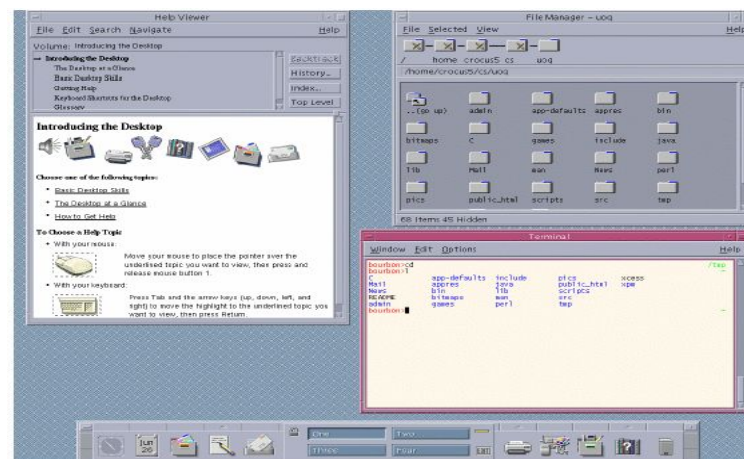 Help Viewer
File Edit Search Navigate Help
Volume: Introducing the Desktop
Introducing the Desktop
The Desktop at a Glance
Basic Desktop Skills
Getting Help
Keyboard Shortcuts for the Desktop
Glossary
Backtrack
History...
Index...
Top Level
Introducing the Desktop
Choose one of the following topics:
Basic Desktop Skills
The Desktop at a Glance
How to Get Help
To Choose a Help Topic
With your mouse:
Move your mouse to place the pointer over the
underlined topic you want to view, then press and
release mouse button 1.
With your keyboard:
Press Tab and the arrow keys (up, down, left, and
right) to move the highlight to the underlined topic you
want to view, then press Return.
File Manager - uog
File Selected View Help
/ home crocus5 cs uog
/home/crocus5/cs/uog
..(go up) admin app-defaults appres bin
bitmaps C games include java
lib Mail man News perl
pics public_html scripts src tmp
68 Items 45 Hidden
Terminal
Window Edit Options Help
bourbon>cd /tmp
bourbon>l ~
C app-defaults include pics xcess
Mail appres java public_html xpm
News bin lib scripts
README bitmaps man src
admin games perl tmp
bourbon> ~
Jun
26
One Two
Three Four
EXIT